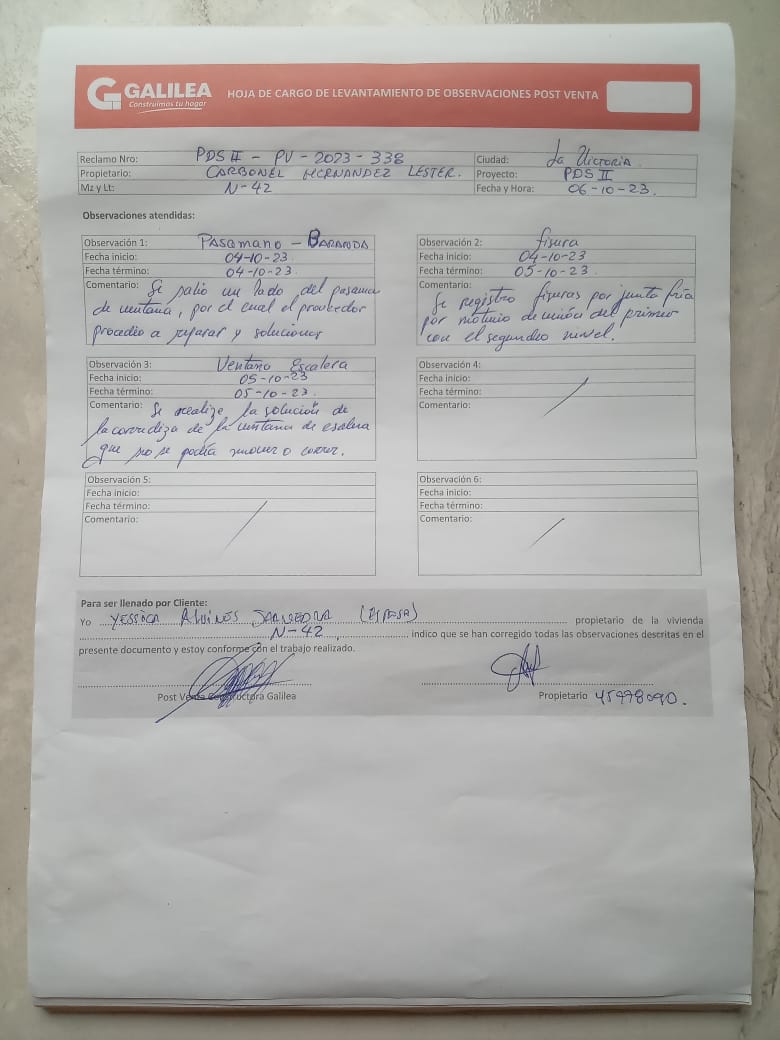 GALILEA
Construimos tu hogar
HOJA DE CARGO DE LEVANTAMIENTO DE OBSERVACIONES POST VENTA
Reclamo Nro: PDS II - PV - 2023 - 338
Ciudad: La Victoria
Propietario: CARBONEL HERNANDEZ LESTER.
Proyecto: PDS II
Mz y Lt: N-42
Fecha y Hora: 06-10-23.
Observaciones atendidas:
Observación 1: PASAMANO - BARANDA
Fecha inicio: 04-10-23
Fecha término: 04-10-23.
Comentario: Se salio un lado del pasamano
de ventana, por el cual el proveedor
procedio a reparar y soluciones
Observación 2: fisura
Fecha inicio: 04-10-23
Fecha término: 05-10-23
Comentario:
Se registro fisuras por junta fría
por motivo de unión del primer
con el segundo nivel.
Observación 3: Ventana Escalera
Fecha inicio: 05-10-23
Fecha término: 05-10-23.
Comentario: Se realize la solución de
la corrediza de la ventana de esalera
que no se podía mover o correr.
Observación 4:
Fecha inicio:
Fecha término:
Comentario:
Observación 5:
Fecha inicio:
Fecha término:
Comentario:
Observación 6:
Fecha inicio:
Fecha término:
Comentario:
Para ser llenado por Cliente:
Yo YESSICA (ESPOSA) propietario de la vivienda
N-42 indico que se han corregido todas las observaciones descritas en el
presente documento y estoy conforme con el trabajo realizado.
Post Venta Constructora Galilea
Propietario 45978090.